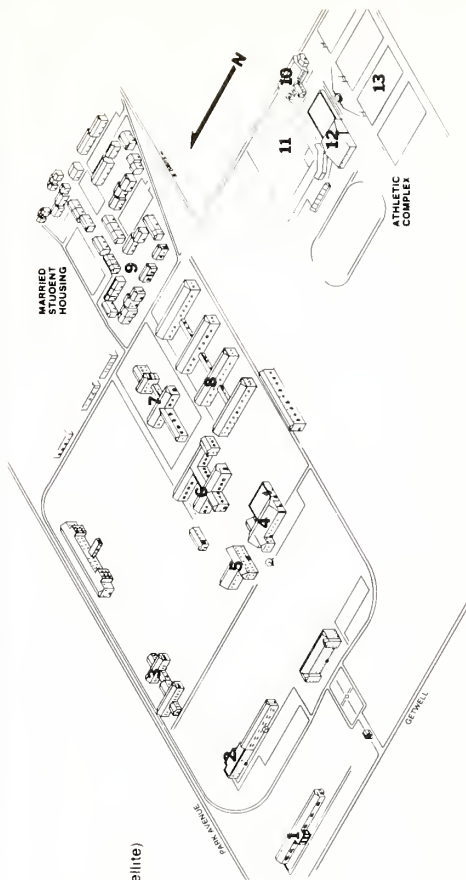 MARRIED
STUDENT
HOUSING
N
10
11
12
13
ATHLETIC
COMPLEX
9
7
8
6
4
5
3
2
1
PARK AVENUE
GETWELL
ellite)